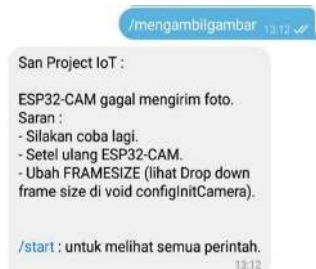 /mengambilgambar 13:12
San Project IoT :
ESP32-CAM gagal mengirim foto.
Saran :
- Silakan coba lagi.
- Setel ulang ESP32-CAM.
- Ubah FRAMESIZE (lihat Drop down
frame size di void configInitCamera).
/start : untuk melihat semua perintah.
13:12